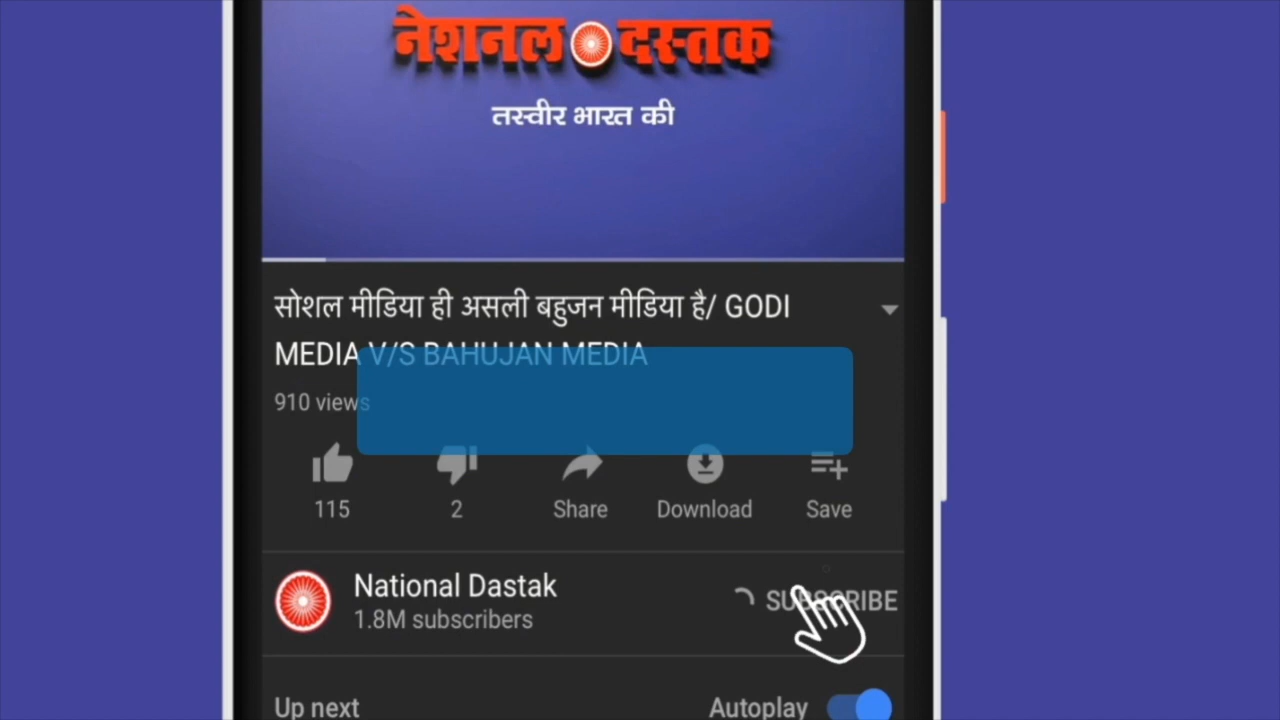 नेशनल दस्तक
तस्वीर भारत की
सोशल मीडिया ही असली बहुजन मीडिया है/ GODI
MEDIA V/S BAHUJAN MEDIA
910 views
115
2
Share
Download
Save
National Dastak
1.8M subscribers
SUBSCRIBE
Up next
Autoplay